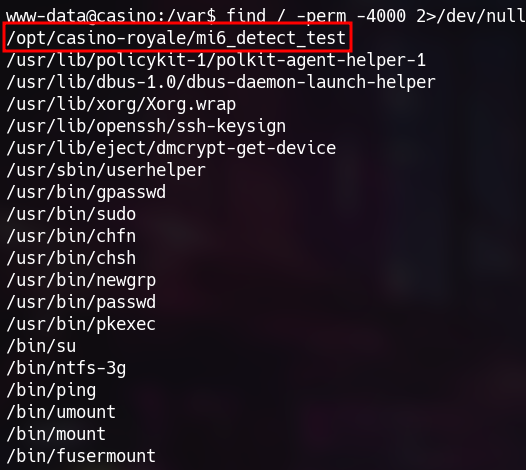 www-data@casino:/var$ find / -perm -4000 2>/dev/null
/opt/casino-royale/mi6_detect_test
/usr/lib/policykit-1/polkit-agent-helper-1
/usr/lib/dbus-1.0/dbus-daemon-launch-helper
/usr/lib/xorg/Xorg.wrap
/usr/lib/openssh/ssh-keysign
/usr/lib/eject/dmcrypt-get-device
/usr/sbin/userhelper
/usr/bin/gpasswd
/usr/bin/sudo
/usr/bin/chfn
/usr/bin/chsh
/usr/bin/newgrp
/usr/bin/passwd
/usr/bin/pkexec
/bin/su
/bin/ntfs-3g
/bin/ping
/bin/umount
/bin/mount
/bin/fusermount